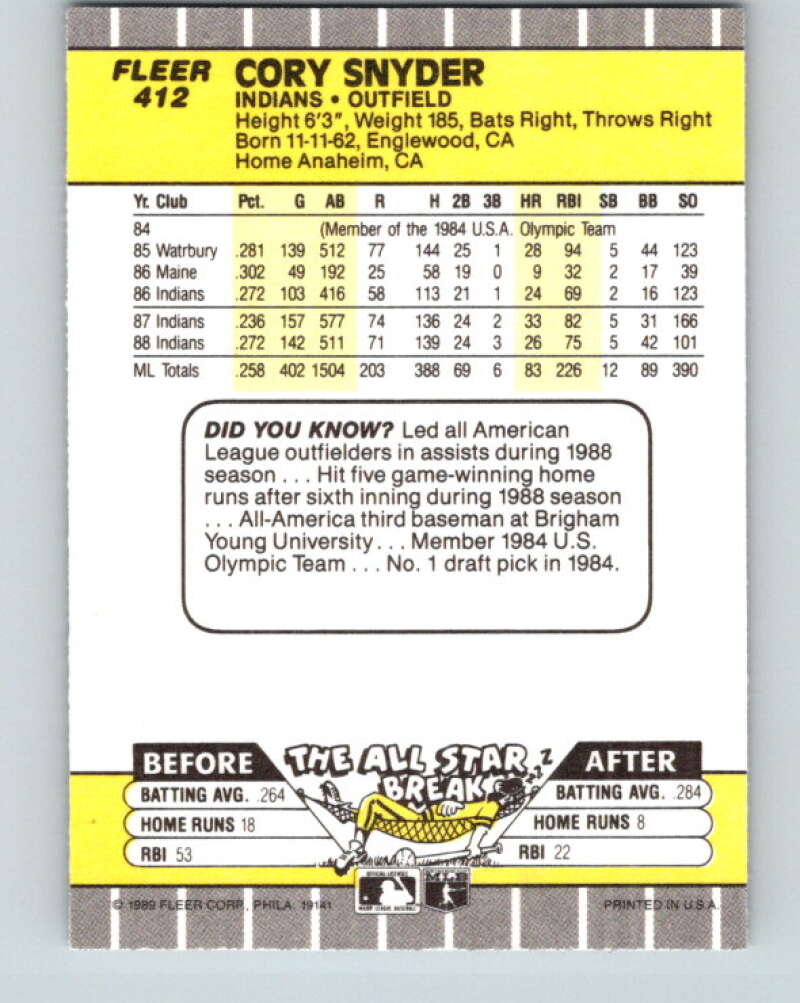 FLEER CORY SNYDER
412 INDIANS • OUTFIELD
Height 6'3", Weight 185, Bats Right, Throws Right
Born 11-11-62, Englewood, CA
Home Anaheim, CA
Yr. Club Pct. G AB R H 2B 3B HR RBI SB BB SO
84 (Member of the 1984 U.S.A. Olympic Team
85 Watrbury .281 139 512 77 144 25 1 28 94 5 44 123
86 Maine .302 49 192 25 58 19 0 9 32 2 17 39
86 Indians .272 103 416 58 113 21 1 24 69 2 16 123
87 Indians .236 157 577 74 136 24 2 33 82 5 31 166
88 Indians .272 142 511 71 139 24 3 26 75 5 42 101
ML Totals .258 402 1504 203 388 69 6 83 226 12 89 390
DID YOU KNOW? Led all American
League outfielders in assists during 1988
season . . . Hit five game-winning home
runs after sixth inning during 1988 season
. . . All-America third baseman at Brigham
Young University . . . Member 1984 U.S.
Olympic Team . . . No. 1 draft pick in 1984.
BEFORE THE ALL STAR BREAK AFTER
BATTING AVG. .264 BATTING AVG. .284
HOME RUNS 18 HOME RUNS 8
RBI 53 RBI 22
© 1989 FLEER CORP., PHILA. 19141 PRINTED IN U.S.A.